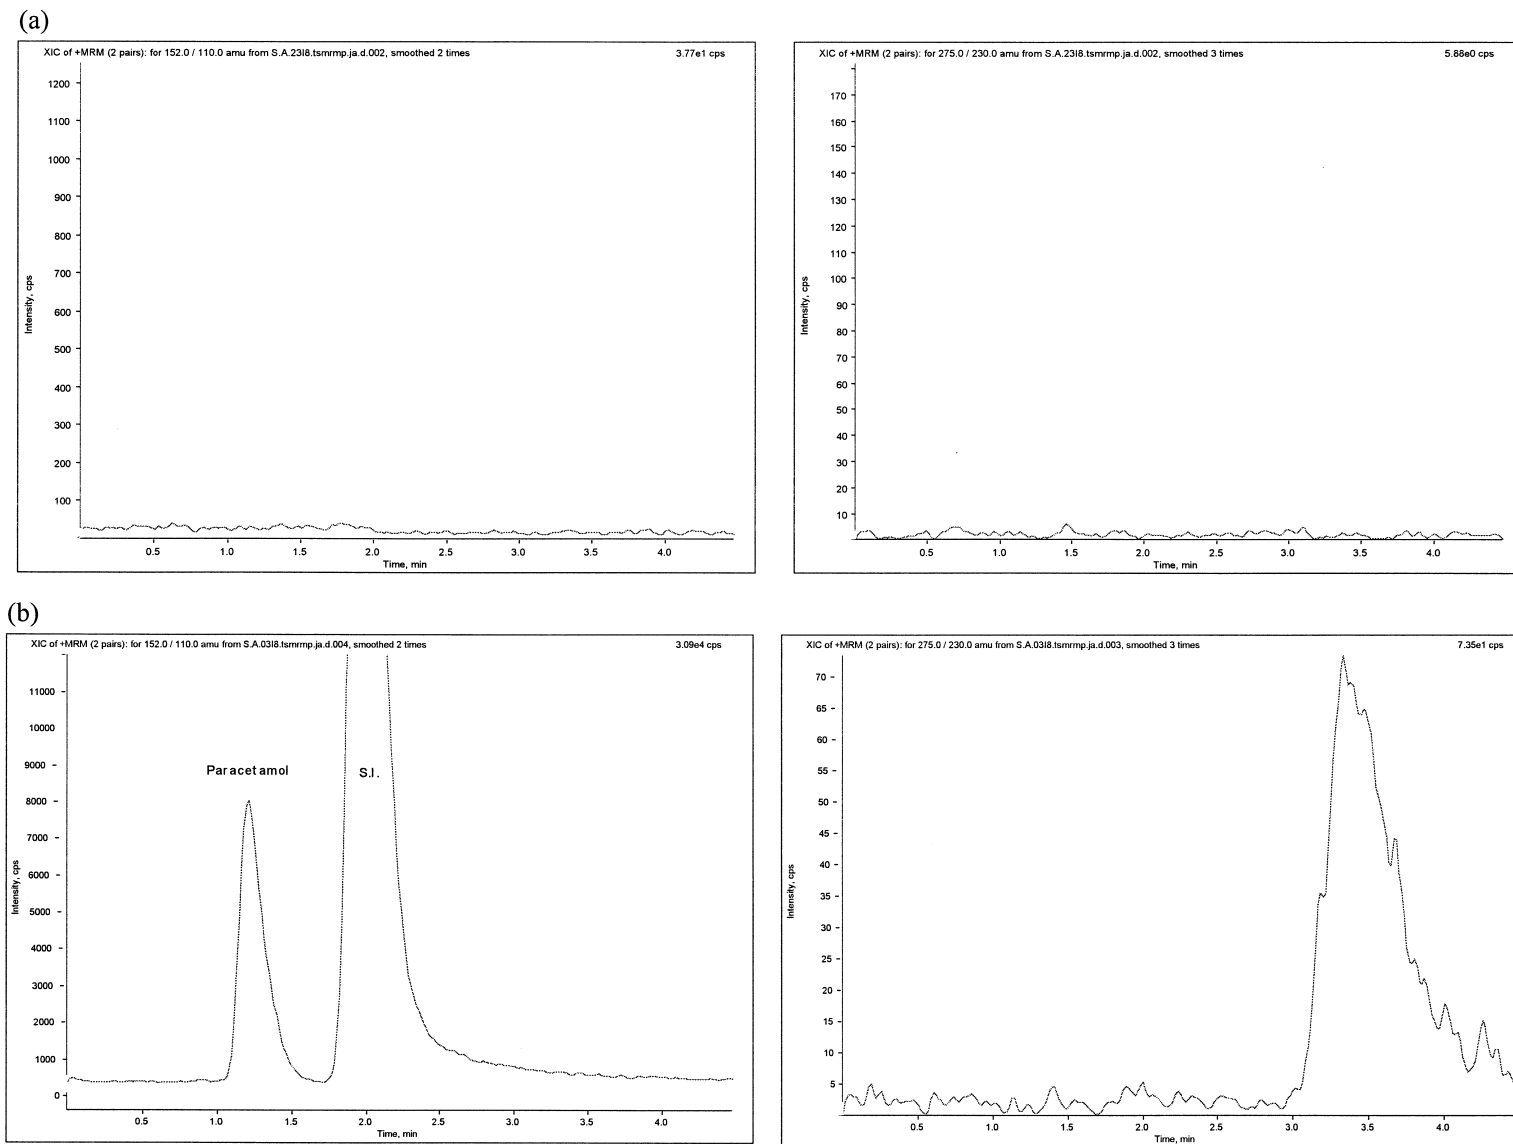 (a)
XIC of +MRM (2 pairs): for 152.0 / 110.0 amu from S.A.23I8.tsmrmp.ja.d.002, smoothed 2 times 3.77e1 cps
1200
1100
1000
900
800
700
600
500
400
300
200
100
Intensity, cps
0.5 1.0 1.5 2.0 2.5 3.0 3.5 4.0
Time, min
XIC of +MRM (2 pairs): for 275.0 / 230.0 amu from S.A.23I8.tsmrmp.ja.d.002, smoothed 3 times 5.88e0 cps
170
160
150
140
130
120
110
100
90
80
70
60
50
40
30
20
10
Intensity, cps
0.5 1.0 1.5 2.0 2.5 3.0 3.5 4.0
Time, min
(b)
XIC of +MRM (2 pairs): for 152.0 / 110.0 amu from S.A.03I8.tsmrmp.ja.d.004, smoothed 2 times 3.09e4 cps
11000
10000
9000
8000
7000
6000
5000
4000
3000
2000
1000
0
Intensity, cps
Paracetamol
S.I.
0.5 1.0 1.5 2.0 2.5 3.0 3.5 4.0
Time, min
XIC of +MRM (2 pairs): for 275.0 / 230.0 amu from S.A.03I8.tsmrmp.ja.d.003, smoothed 3 times 7.35e1 cps
70
65
60
55
50
45
40
35
30
25
20
15
10
5
Intensity, cps
0.5 1.0 1.5 2.0 2.5 3.0 3.5 4.0
Time, min